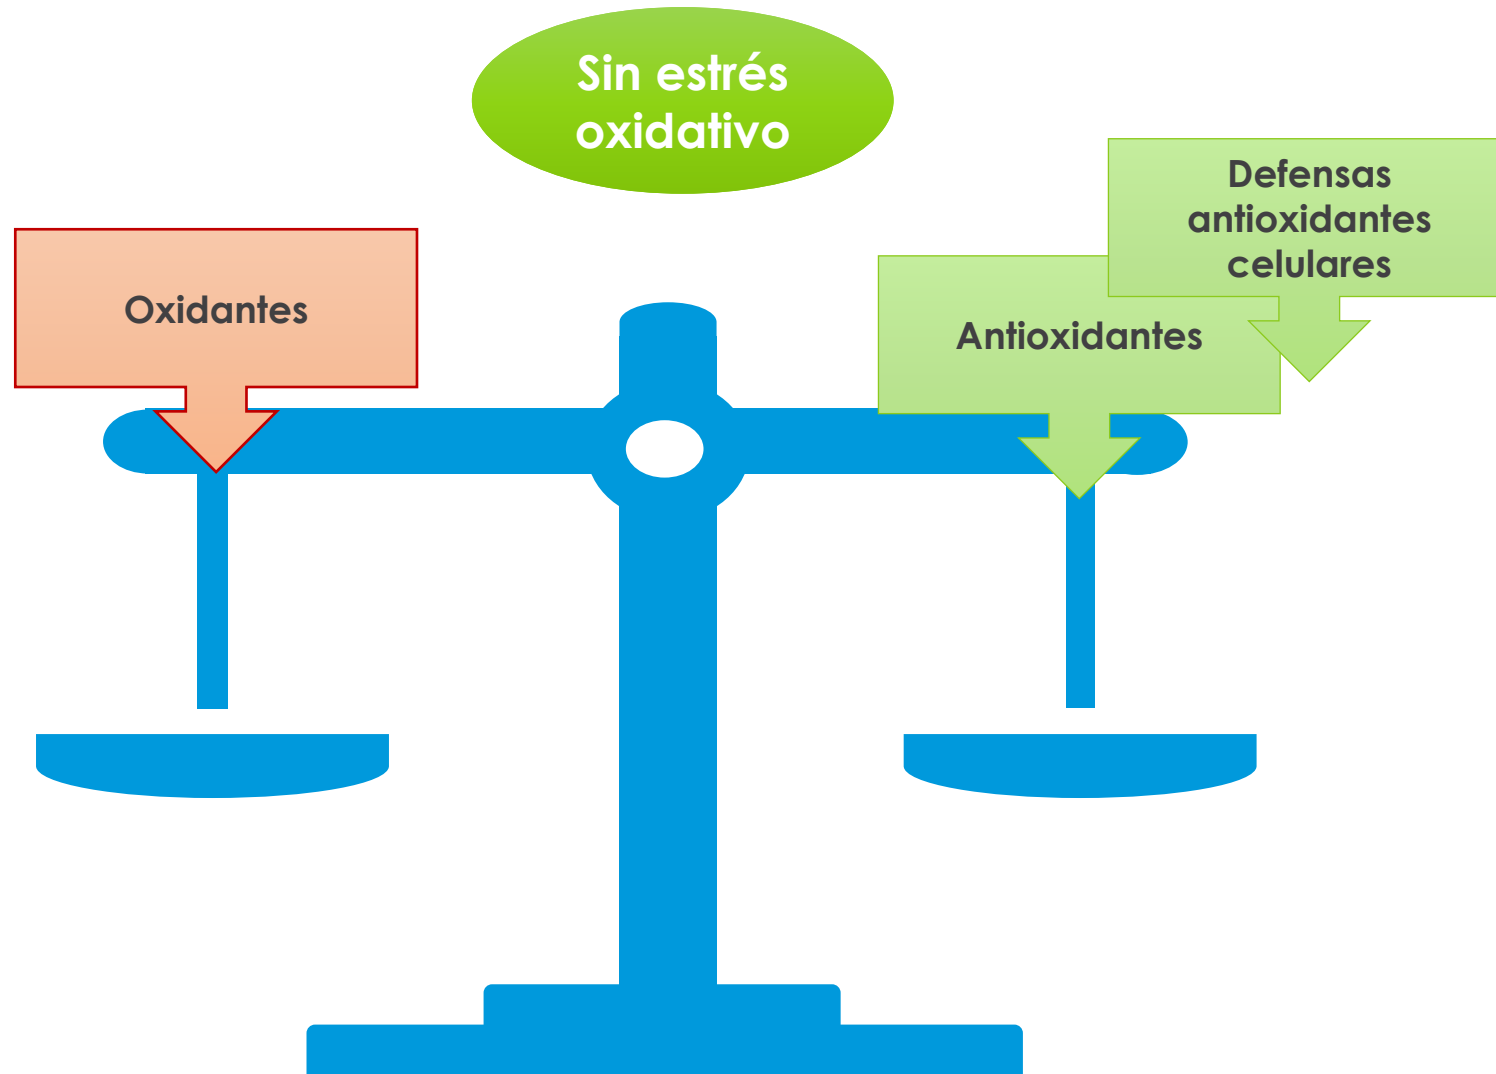 Sin estrés
oxidativo
Oxidantes
Antioxidantes
Defensas
antioxidantes
celulares